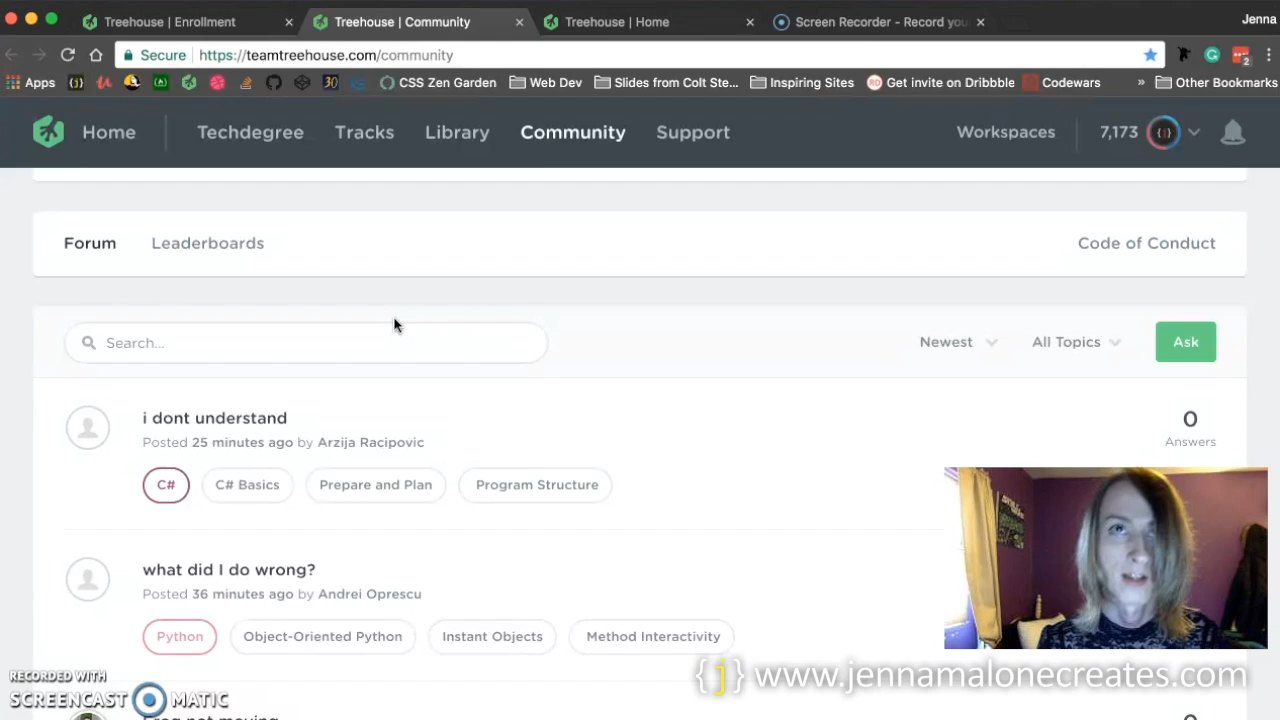 Treehouse | Enrollment
Treehouse | Community
Treehouse | Home
Screen Recorder - Record you
Jenna
Secure
https://teamtreehouse.com/community
Apps
CSS Zen Garden
Web Dev
Slides from Colt Ste...
Inspiring Sites
Get invite on Dribbble
Codewars
»
Other Bookmarks
Home
Techdegree
Tracks
Library
Community
Support
Workspaces
7,173
Forum
Leaderboards
Code of Conduct
Search...
Newest
All Topics
Ask
i dont understand
0
Posted 25 minutes ago by Arzija Racipovic
Answers
C#
C# Basics
Prepare and Plan
Program Structure
what did I do wrong?
Posted 36 minutes ago by Andrei Oprescu
Python
Object-Oriented Python
Instant Objects
Method Interactivity
RECORDED WITH
SCREENCAST MATIC
{j} www.jennamalonecreates.com
Frog not moving